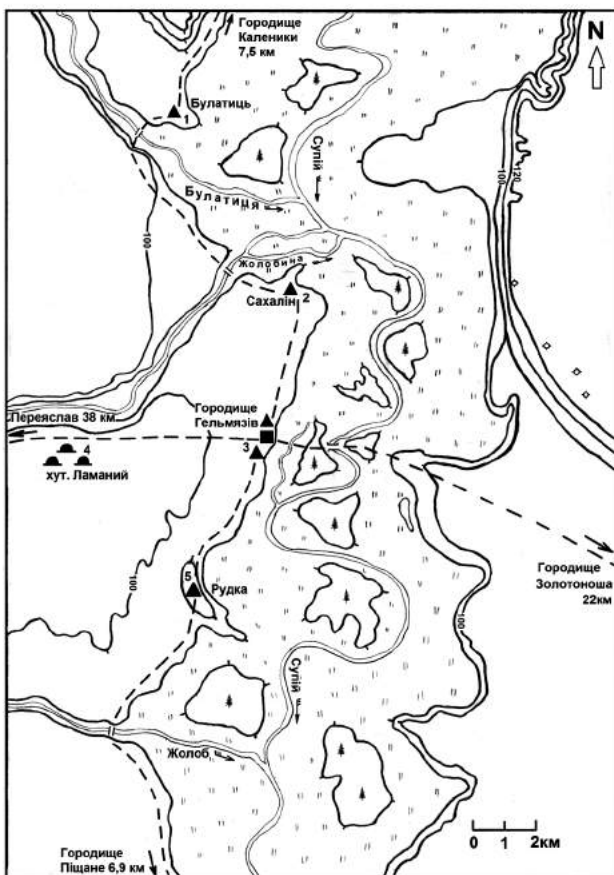 Городище
Каленики
7,5 км
N
Булатиць
1
Супій
100
120
Булатиця
Жолобина
100
2
Сахалін
Переяслав 38 км
Городище
Гельмязів
4
3
хут. Ламаний
Городище
Золотоноша
22км
100
5
Рудка
100
Супій
Жолоб
0 1 2км
Городище
Піщане 6,9 км